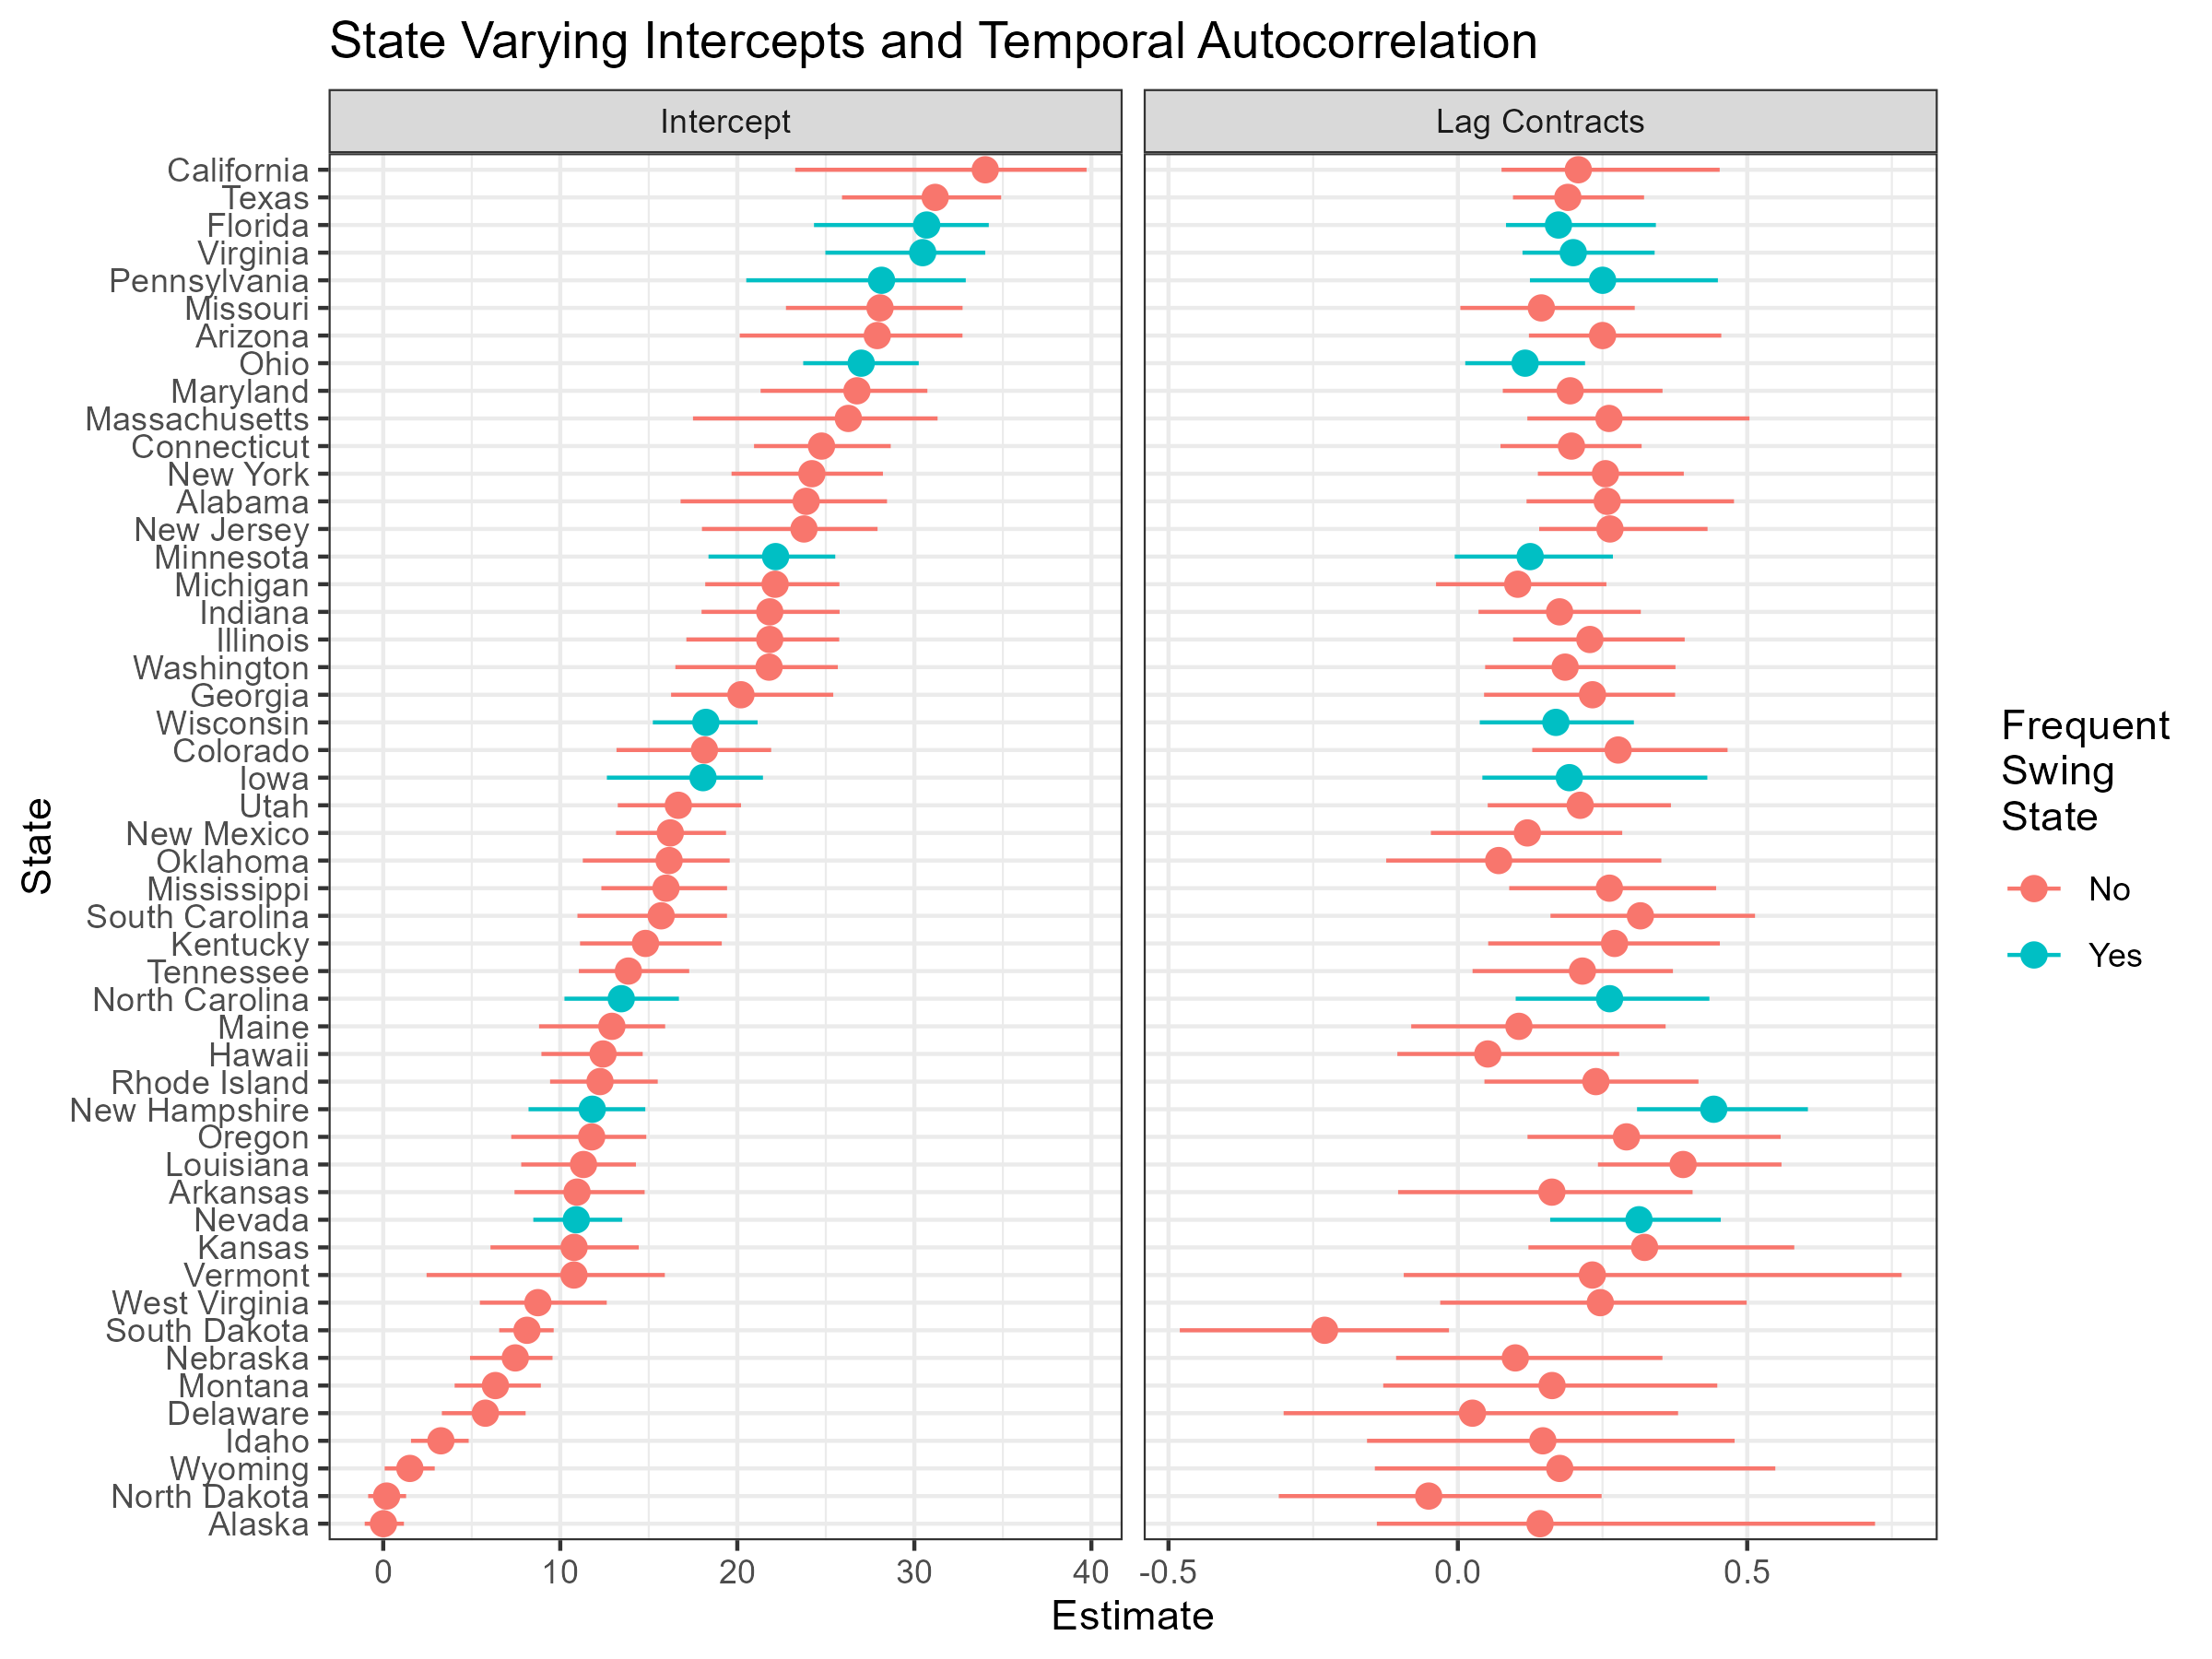 State Varying Intercepts and Temporal Autocorrelation
Intercept
Lag Contracts
California
Texas
Florida
Virginia
Pennsylvania
Missouri
Arizona
Ohio
Maryland
Massachusetts
Connecticut
New York
Alabama
New Jersey
Minnesota
Michigan
Indiana
Illinois
Washington
Georgia
Wisconsin
Colorado
Iowa
Utah
New Mexico
Oklahoma
Mississippi
South Carolina
Kentucky
Tennessee
North Carolina
Maine
Hawaii
Rhode Island
New Hampshire
Oregon
Louisiana
Arkansas
Nevada
Kansas
Vermont
West Virginia
South Dakota
Nebraska
Montana
Delaware
Idaho
Wyoming
North Dakota
Alaska
State
0 10 20 30 40
-0.5 0.0 0.5
Estimate
Frequent
Swing
State
No
Yes